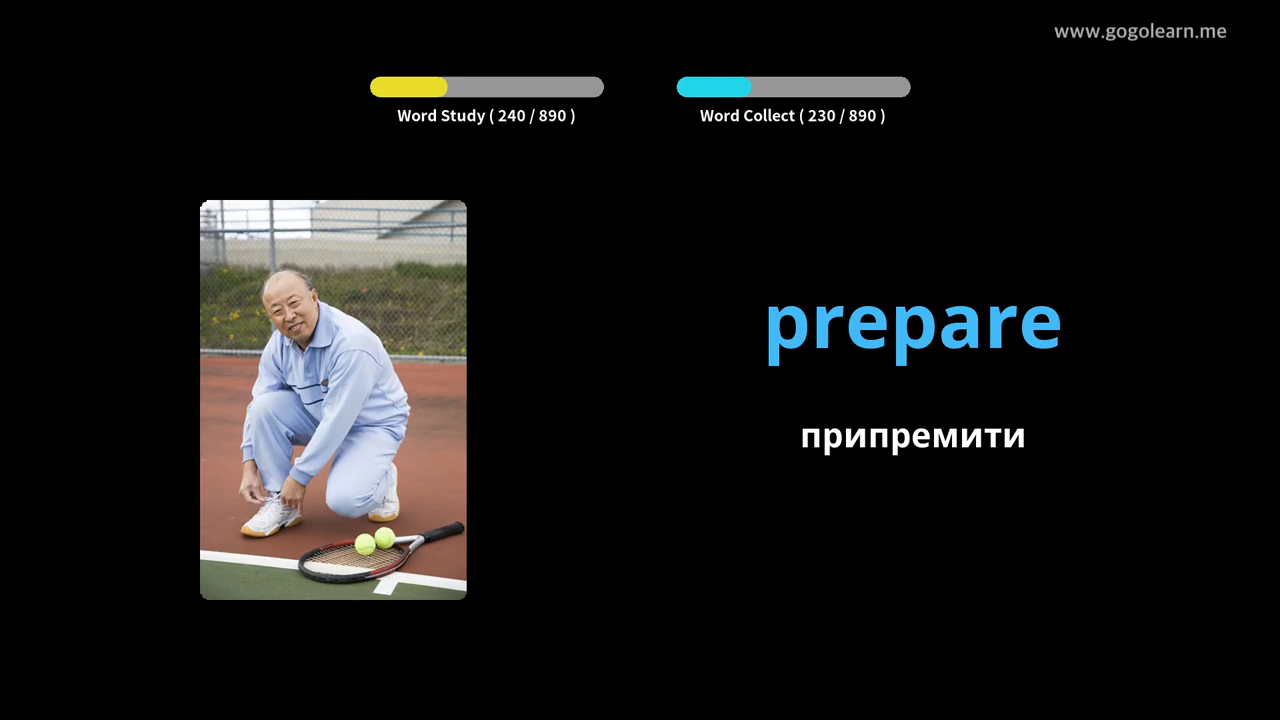 www.gogolearn.me
Word Study ( 240 / 890 )
Word Collect ( 230 / 890 )
prepare
припремити